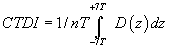 CTDI = 1/nT ∫₋₇T⁺⁷T D(z)dz